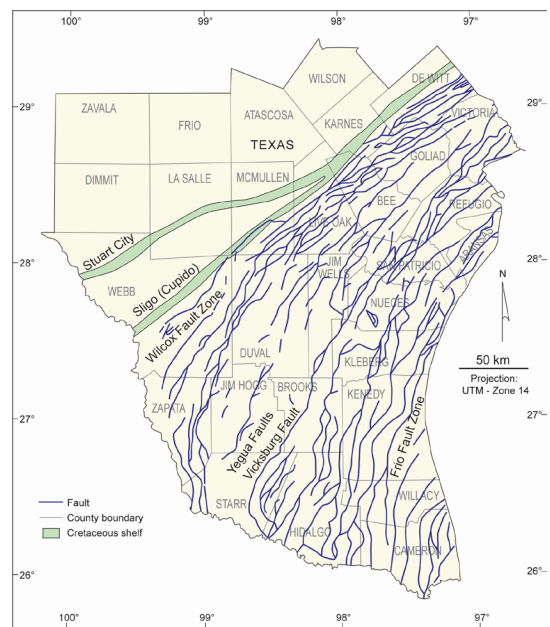 100° 99° 98° 97°
WILSON
DE WITT
29° 29°
ZAVALA
FRIO
ATASCOSA
KARNES
VICTORIA
TEXAS
GOLIAD
DIMMIT
LA SALLE
MCMULLEN
BEE
REFUGIO
LIVE OAK
ARANSAS
Stuart City
28° 28°
JIM
WELLS
SAN PATRICIO
N
WEBB
Sligo (Cupido)
NUECES
Wilcox Fault Zone
50 km
Projection:
UTM - Zone 14
DUVAL
KLEBERG
JIM HOGG
BROOKS
KENEDY
ZAPATA
27° 27°
Yegua Faults
Vicksburg Fault
Frio Fault Zone
Fault
County boundary
Cretaceous shelf
STARR
WILLACY
HIDALGO
CAMERON
26° 26°
100° 99° 98° 97°